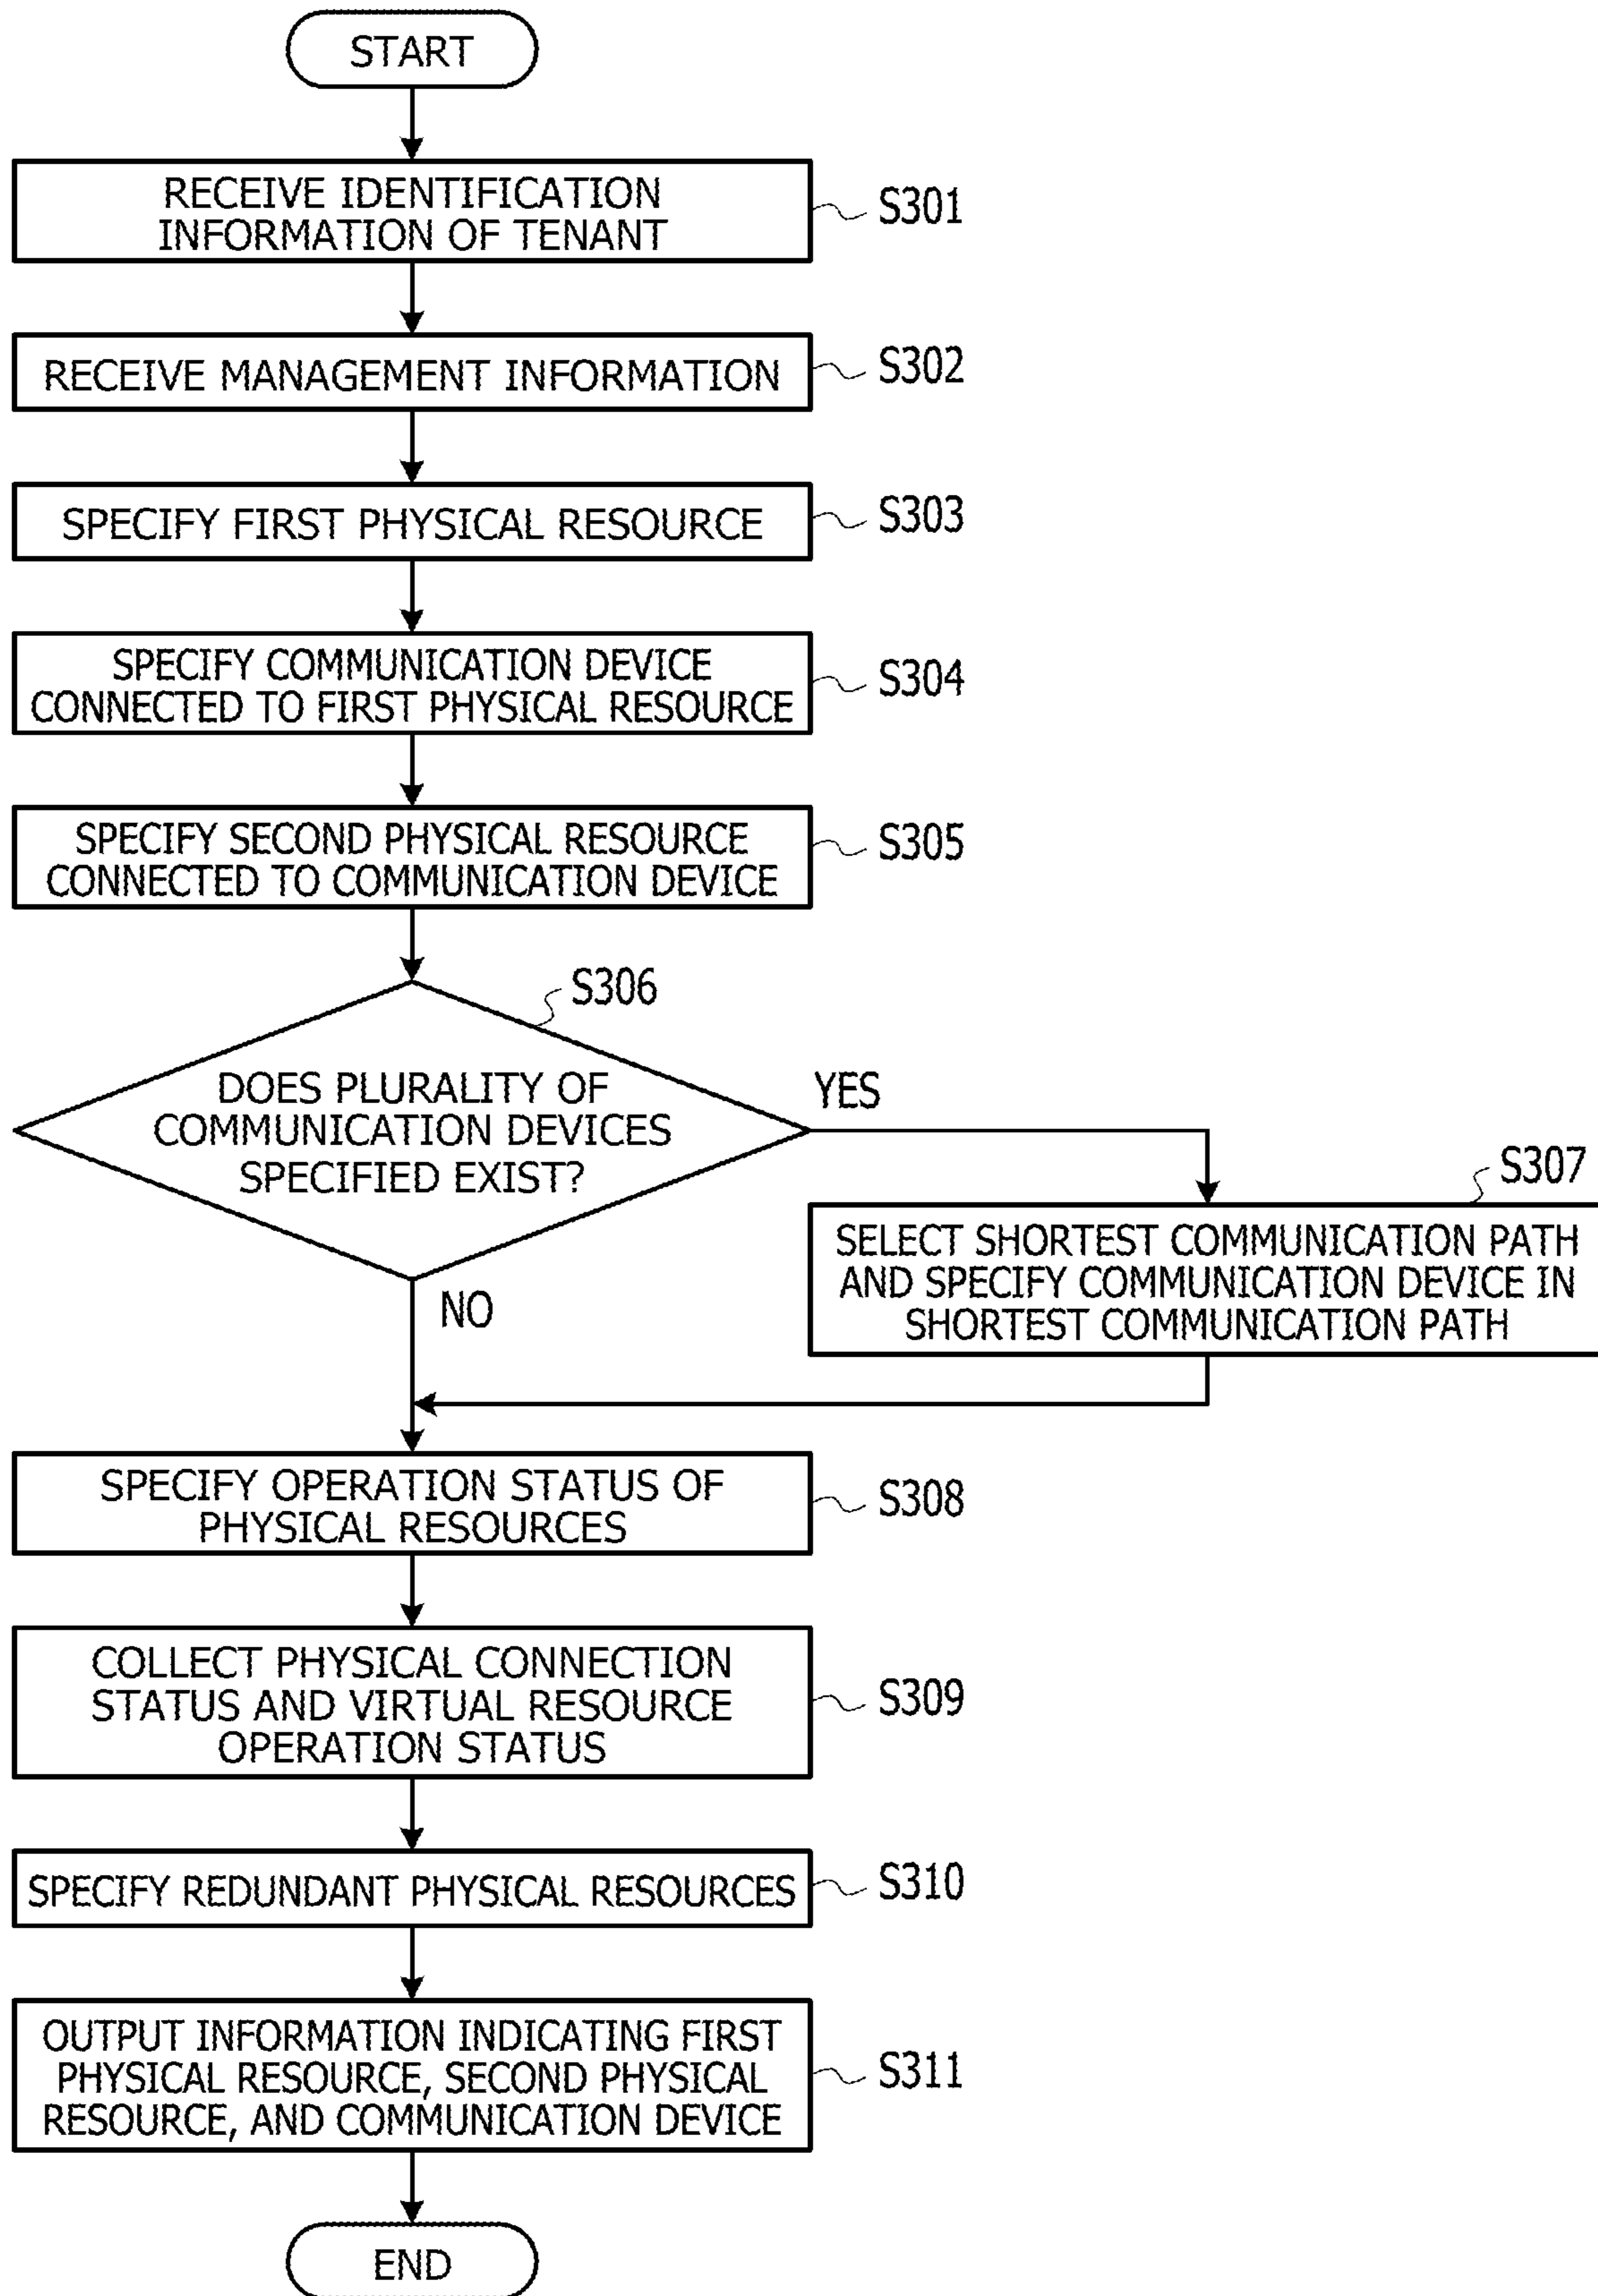 START
RECEIVE IDENTIFICATION
INFORMATION OF TENANT
S301
RECEIVE MANAGEMENT INFORMATION
S302
SPECIFY FIRST PHYSICAL RESOURCE
S303
SPECIFY COMMUNICATION DEVICE
CONNECTED TO FIRST PHYSICAL RESOURCE
S304
SPECIFY SECOND PHYSICAL RESOURCE
CONNECTED TO COMMUNICATION DEVICE
S305
S306
DOES PLURALITY OF
COMMUNICATION DEVICES
SPECIFIED EXIST?
YES
NO
S307
SELECT SHORTEST COMMUNICATION PATH
AND SPECIFY COMMUNICATION DEVICE IN
SHORTEST COMMUNICATION PATH
SPECIFY OPERATION STATUS OF
PHYSICAL RESOURCES
S308
COLLECT PHYSICAL CONNECTION
STATUS AND VIRTUAL RESOURCE
OPERATION STATUS
S309
SPECIFY REDUNDANT PHYSICAL RESOURCES
S310
OUTPUT INFORMATION INDICATING FIRST
PHYSICAL RESOURCE, SECOND PHYSICAL
RESOURCE, AND COMMUNICATION DEVICE
S311
END